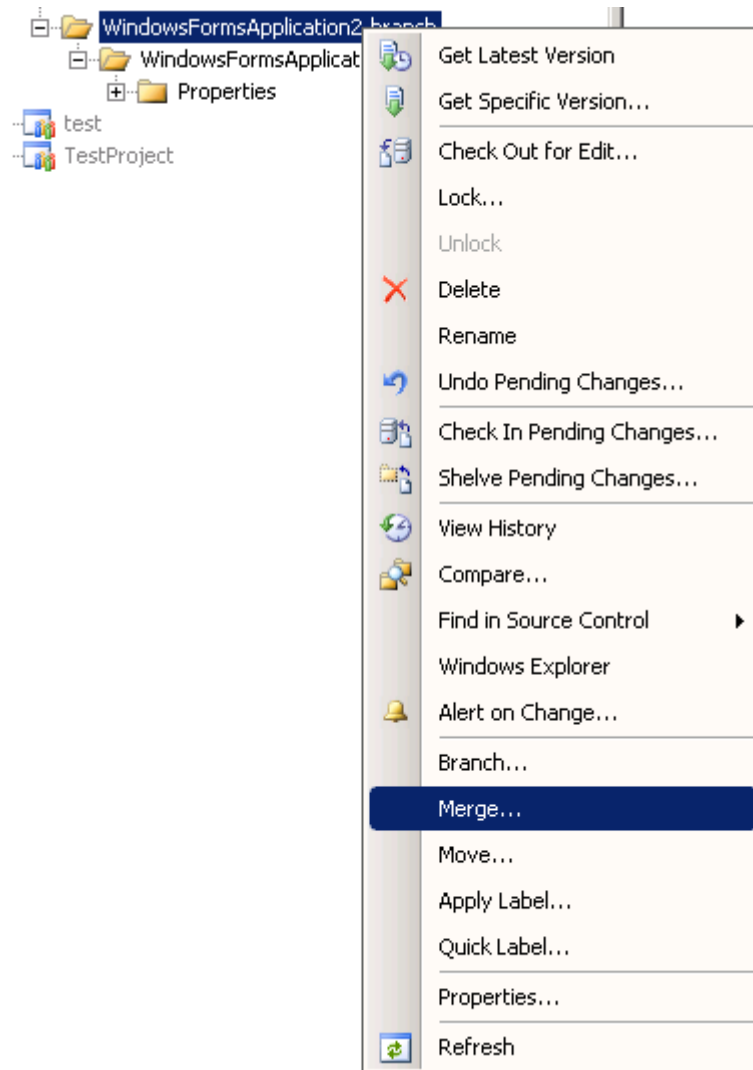 WindowsFormsApplication2-branch
WindowsFormsApplicat
Properties
test
TestProject
Get Latest Version
Get Specific Version...
Check Out for Edit...
Lock...
Unlock
Delete
Rename
Undo Pending Changes...
Check In Pending Changes...
Shelve Pending Changes...
View History
Compare...
Find in Source Control
Windows Explorer
Alert on Change...
Branch...
Merge...
Move...
Apply Label...
Quick Label...
Properties...
Refresh